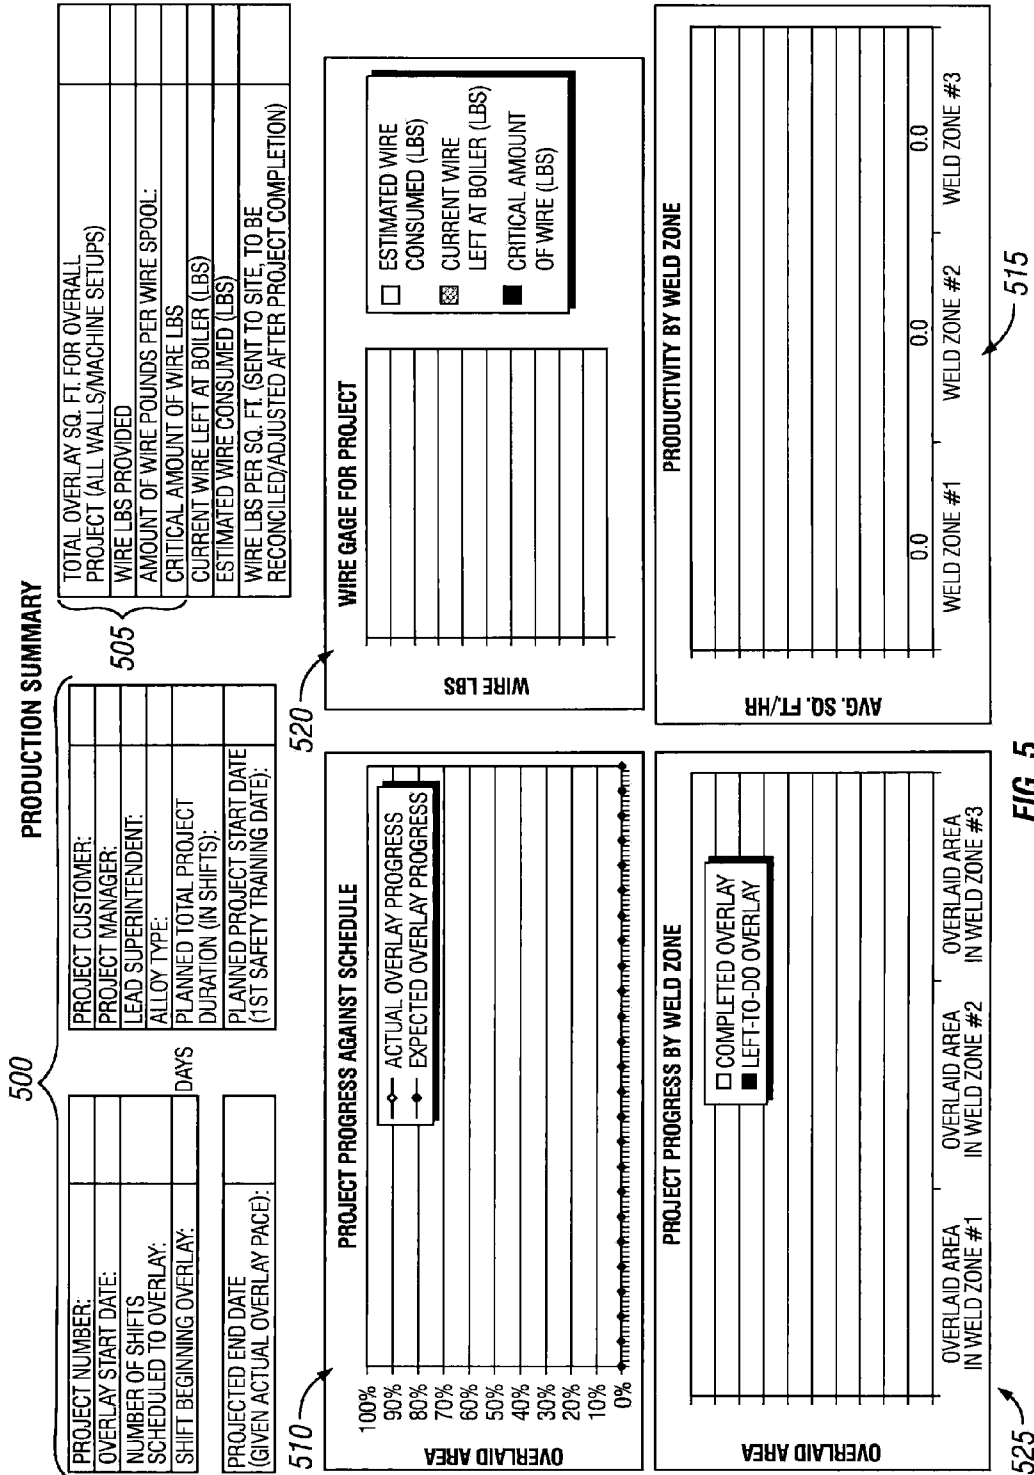 PRODUCTION SUMMARY
500
PROJECT NUMBER:
OVERLAY START DATE:
NUMBER OF SHIFTS
SCHEDULED TO OVERLAY:
SHIFT BEGINNING OVERLAY:
DAYS
PROJECTED END DATE
(GIVEN ACTUAL OVERLAY PACE):
PROJECT CUSTOMER:
PROJECT MANAGER:
LEAD SUPERINTENDENT:
ALLOY TYPE:
PLANNED TOTAL PROJECT
DURATION (IN SHIFTS):
PLANNED PROJECT START DATE
(1ST SAFETY TRAINING DATE):
505
TOTAL OVERLAY SQ. FT. FOR OVERALL
PROJECT (ALL WALLS/MACHINE SETUPS)
WIRE LBS PROVIDED
AMOUNT OF WIRE POUNDS PER WIRE SPOOL:
CRITICAL AMOUNT OF WIRE LBS
CURRENT WIRE LEFT AT BOILER (LBS)
ESTIMATED WIRE CONSUMED (LBS)
WIRE LBS PER SQ. FT. (SENT TO SITE, TO BE
RECONCILED/ADJUSTED AFTER PROJECT COMPLETION)
510
PROJECT PROGRESS AGAINST SCHEDULE
OVERLAID AREA
100%
90%
80%
70%
60%
50%
40%
30%
20%
10%
0%
ACTUAL OVERLAY PROGRESS
EXPECTED OVERLAY PROGRESS
520
WIRE GAGE FOR PROJECT
WIRE LBS
ESTIMATED WIRE
CONSUMED (LBS)
CURRENT WIRE
LEFT AT BOILER (LBS)
CRITICAL AMOUNT
OF WIRE (LBS)
PROJECT PROGRESS BY WELD ZONE
OVERLAID AREA
COMPLETED OVERLAY
LEFT-TO-DO OVERLAY
OVERLAID AREA
IN WELD ZONE #1
OVERLAID AREA
IN WELD ZONE #2
OVERLAID AREA
IN WELD ZONE #3
525
PRODUCTIVITY BY WELD ZONE
AVG. SQ. FT./HR
0.0
0.0
0.0
WELD ZONE #1
WELD ZONE #2
WELD ZONE #3
515
FIG. 5